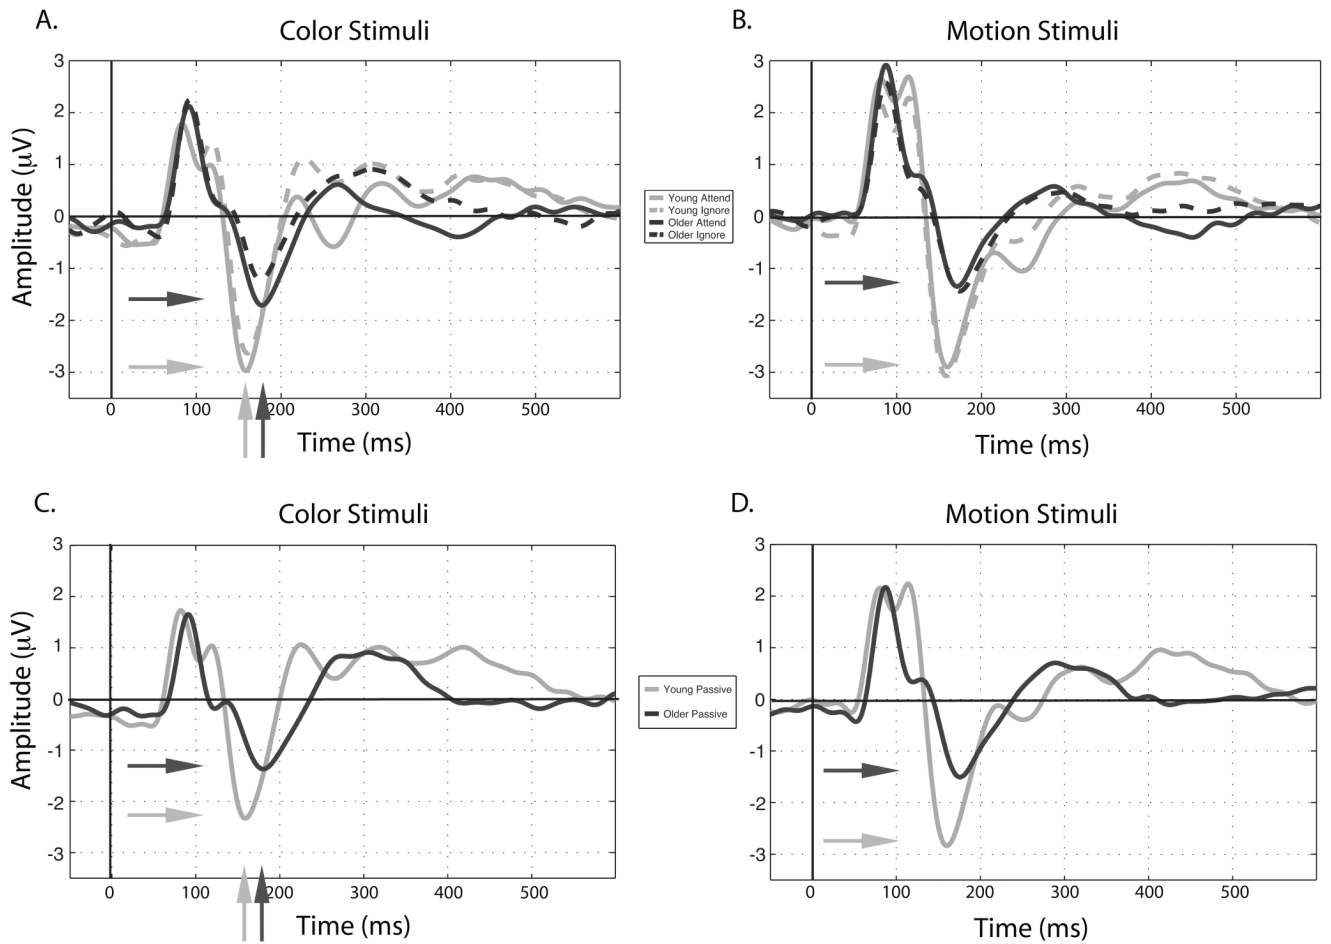 A.
Color Stimuli
Amplitude (μV)
3
2
1
0
-1
-2
-3
0 100 200 300 400 500
Time (ms)
B.
Motion Stimuli
3
2
1
0
-1
-2
-3
0 100 200 300 400 500
Time (ms)
Young Attend
Young Ignore
Older Attend
Older Ignore
C.
Color Stimuli
Amplitude (μV)
3
2
1
0
-1
-2
-3
0 100 200 300 400 500
Time (ms)
D.
Motion Stimuli
3
2
1
0
-1
-2
-3
0 100 200 300 400 500
Time (ms)
Young Passive
Older Passive